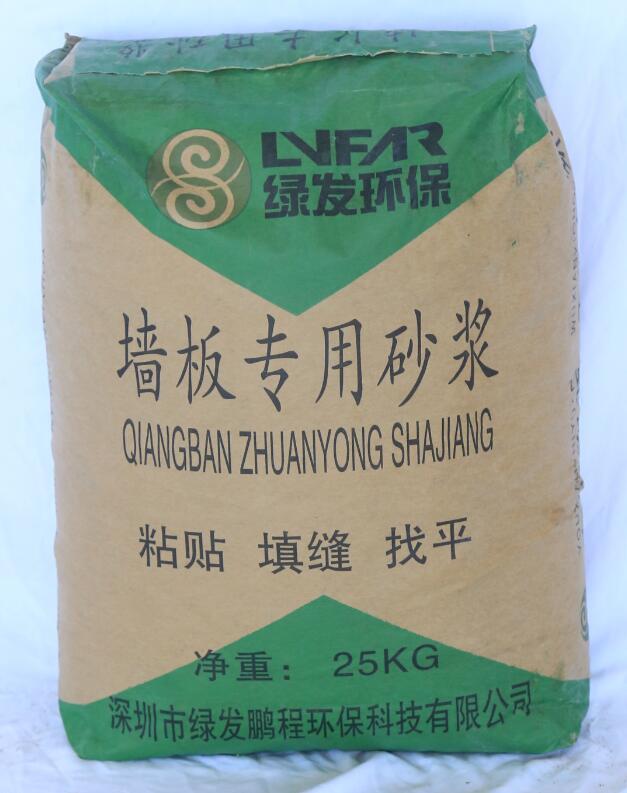 LVFAR
绿发环保
墙板专用砂浆
QIANGBAN ZHUANYONG SHAJIANG
粘贴 填缝 找平
净重： 25KG
深圳市绿发鹏程环保科技有限公司